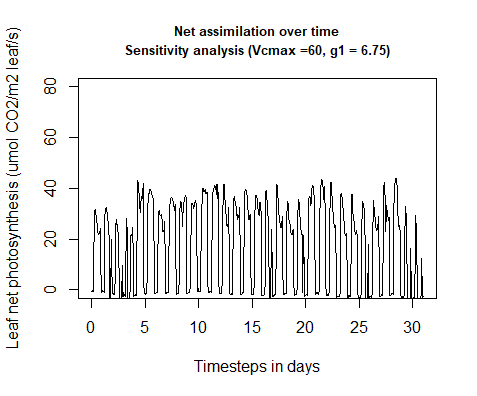 Net assimilation over time
Sensitivity analysis (Vcmax =60, g1 = 6.75)
Leaf net photosynthesis (umol CO2/m2 leaf/s)
80
60
40
20
0
0 5 10 15 20 25 30
Timesteps in days